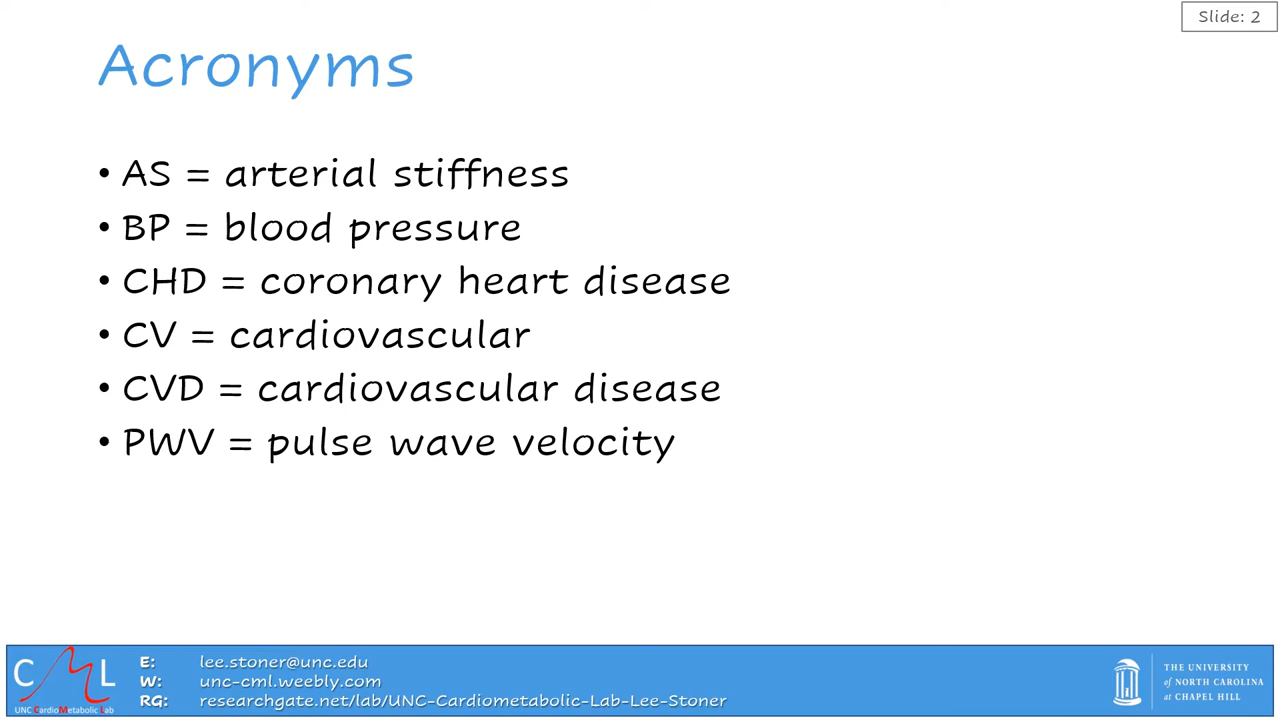 Slide: 2
Acronyms
• AS = arterial stiffness
• BP = blood pressure
• CHD = coronary heart disease
• CV = cardiovascular
• CVD = cardiovascular disease
• PWV = pulse wave velocity
CML
UNC CardioMetabolic Lab
E: lee.stoner@unc.edu
W: unc-cml.weebly.com
RG: researchgate.net/lab/UNC-Cardiometabolic-Lab-Lee-Stoner
THE UNIVERSITY
of NORTH CAROLINA
at CHAPEL HILL